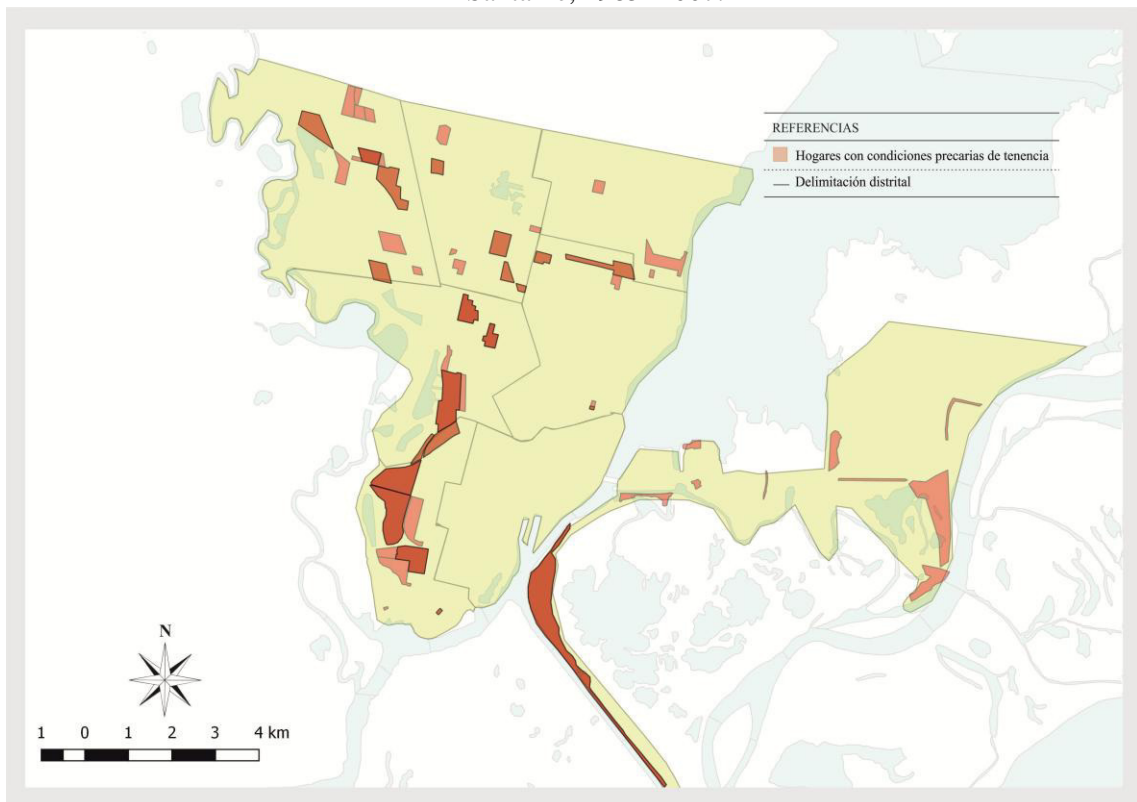 REFERENCIAS
Hogares con condiciones precarias de tenencia
Delimitación distrital
N
1 0 1 2 3 4 km